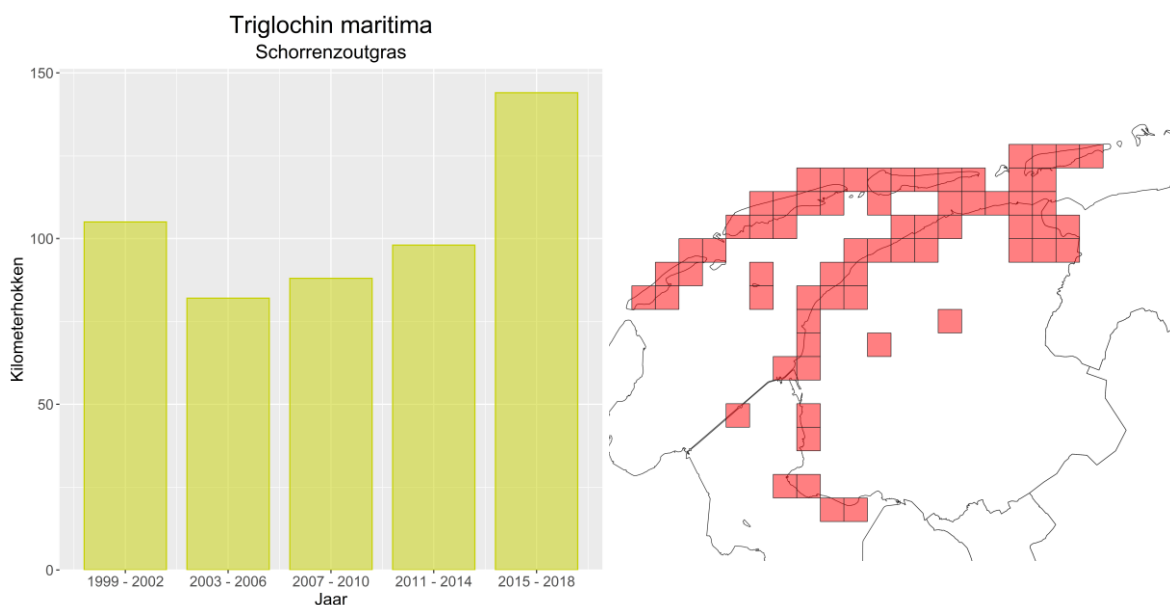 Triglochin maritima
Schorrenzoutgras
Kilometerhokken
150
100
50
0
1999 - 2002
2003 - 2006
2007 - 2010
2011 - 2014
2015 - 2018
Jaar